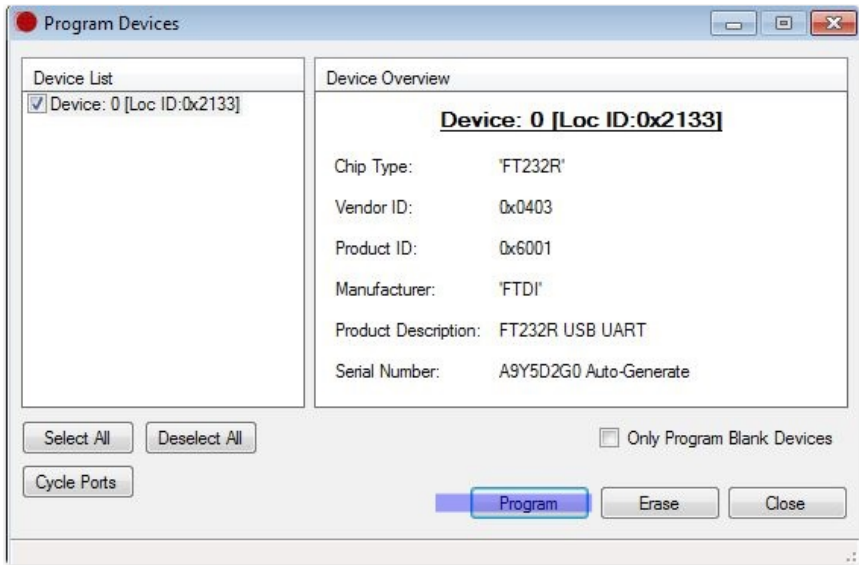 Program Devices
Device List
Device: 0 [Loc ID:0x2133]
Device Overview
Device: 0 [Loc ID:0x2133]
Chip Type: 'FT232R'
Vendor ID: 0x0403
Product ID: 0x6001
Manufacturer: 'FTDI'
Product Description: FT232R USB UART
Serial Number: A9Y5D2G0 Auto-Generate
Select All Deselect All Only Program Blank Devices
Cycle Ports
Program Erase Close